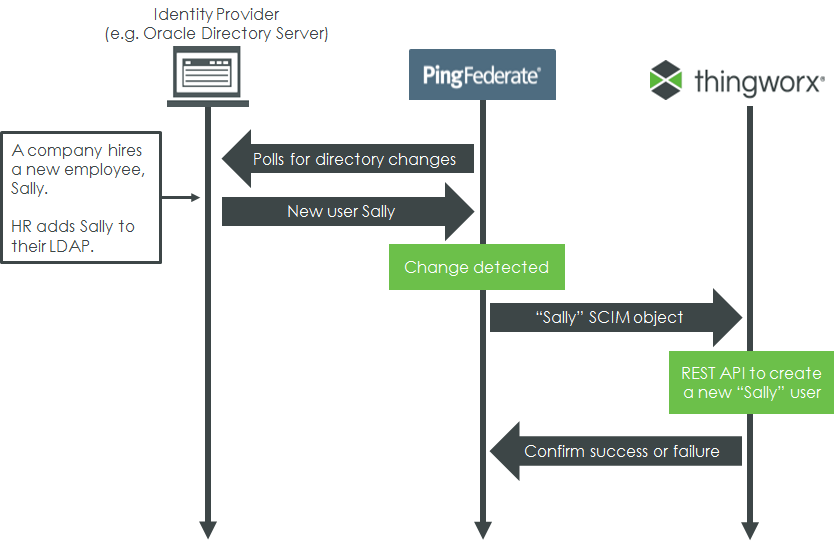 Identity Provider
(e.g. Oracle Directory Server)
PingFederate®
thingworx®
A company hires
a new employee,
Sally.
HR adds Sally to
their LDAP.
Polls for directory changes
New user Sally
Change detected
“Sally” SCIM object
REST API to create
a new “Sally” user
Confirm success or failure